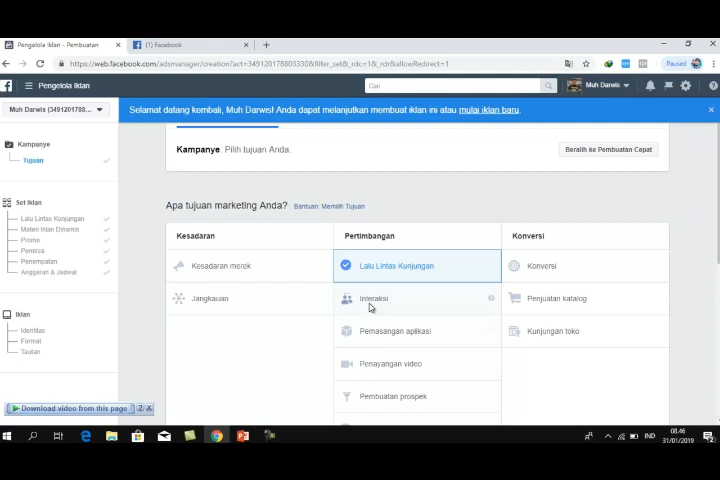 Pengelola Iklan - Pembuatan
(1) Facebook
https://web.facebook.com/adsmanager/creation?act=349120178803330&filter_set&_rdc=1&_rdr&allowRedirect=1
Paused
Pengelola Iklan
Cari
Muh Darwis
Muh Darwis (3491201788...
Selamat datang kembali, Muh Darwis! Anda dapat melanjutkan membuat iklan ini atau mulai iklan baru.
Kampanye
Tujuan
Kampanye: Pilih tujuan Anda.
Beralih ke Pembuatan Cepat
Set Iklan
Lalu Lintas Kunjungan
Materi Iklan Dinamis
Promo
Pemirsa
Penempatan
Anggaran & Jadwal
Iklan
Identitas
Format
Tautan
Apa tujuan marketing Anda?
Bantuan: Memilih Tujuan
Kesadaran
Pertimbangan
Konversi
Kesadaran merek
Lalu Lintas Kunjungan
Konversi
Jangkauan
Interaksi
Penjualan katalog
Pemasangan aplikasi
Kunjungan toko
Penayangan video
Pembuatan prospek
Download video from this page
?
IND
08.46
31/01/2019